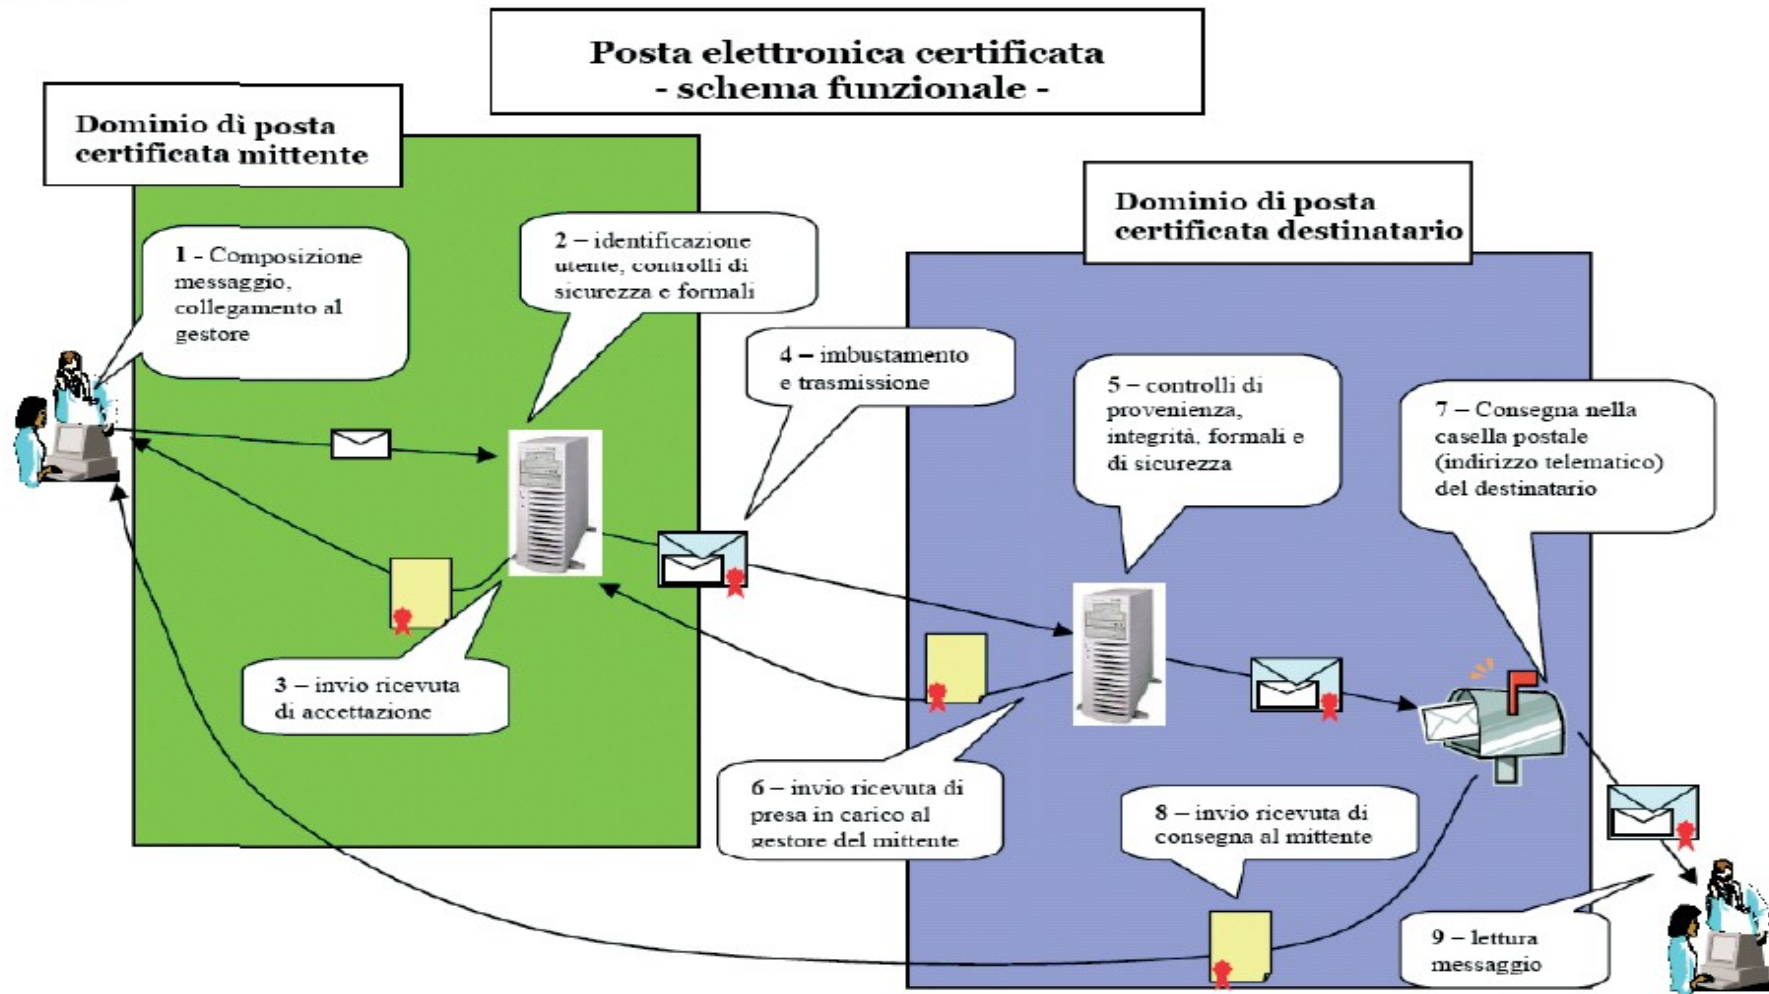 Posta elettronica certificata
- schema funzionale -
Dominio di posta
certificata mittente
Dominio di posta
certificata destinatario
1 - Composizione
messaggio,
collegamento al
gestore
2 – identificazione
utente, controlli di
sicurezza e formali
3 – invio ricevuta
di accettazione
4 – imbustamento
e trasmissione
5 – controlli di
provenienza,
integrità, formali e
di sicurezza
6 – invio ricevuta di
presa in carico al
gestore del mittente
7 – Consegna nella
casella postale
(indirizzo telematico)
del destinatario
8 – invio ricevuta di
consegna al mittente
9 – lettura
messaggio